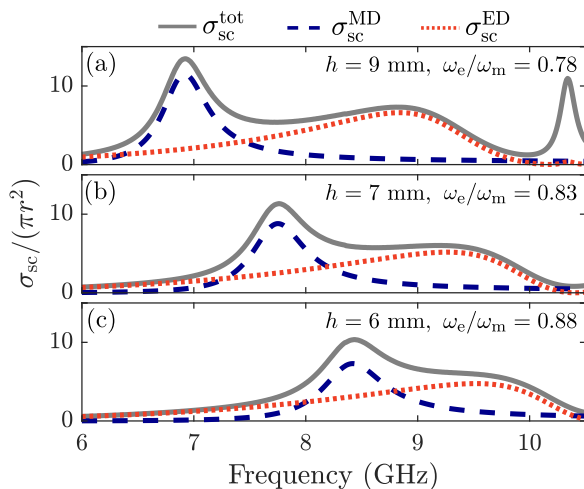 σ_sc^tot σ_sc^MD σ_sc^ED
(a) h = 9 mm, ω_e/ω_m = 0.78
10
0
(b) h = 7 mm, ω_e/ω_m = 0.83
10
0
(c) h = 6 mm, ω_e/ω_m = 0.88
10
0
σ_sc/(πr²)
6 7 8 9 10
Frequency (GHz)